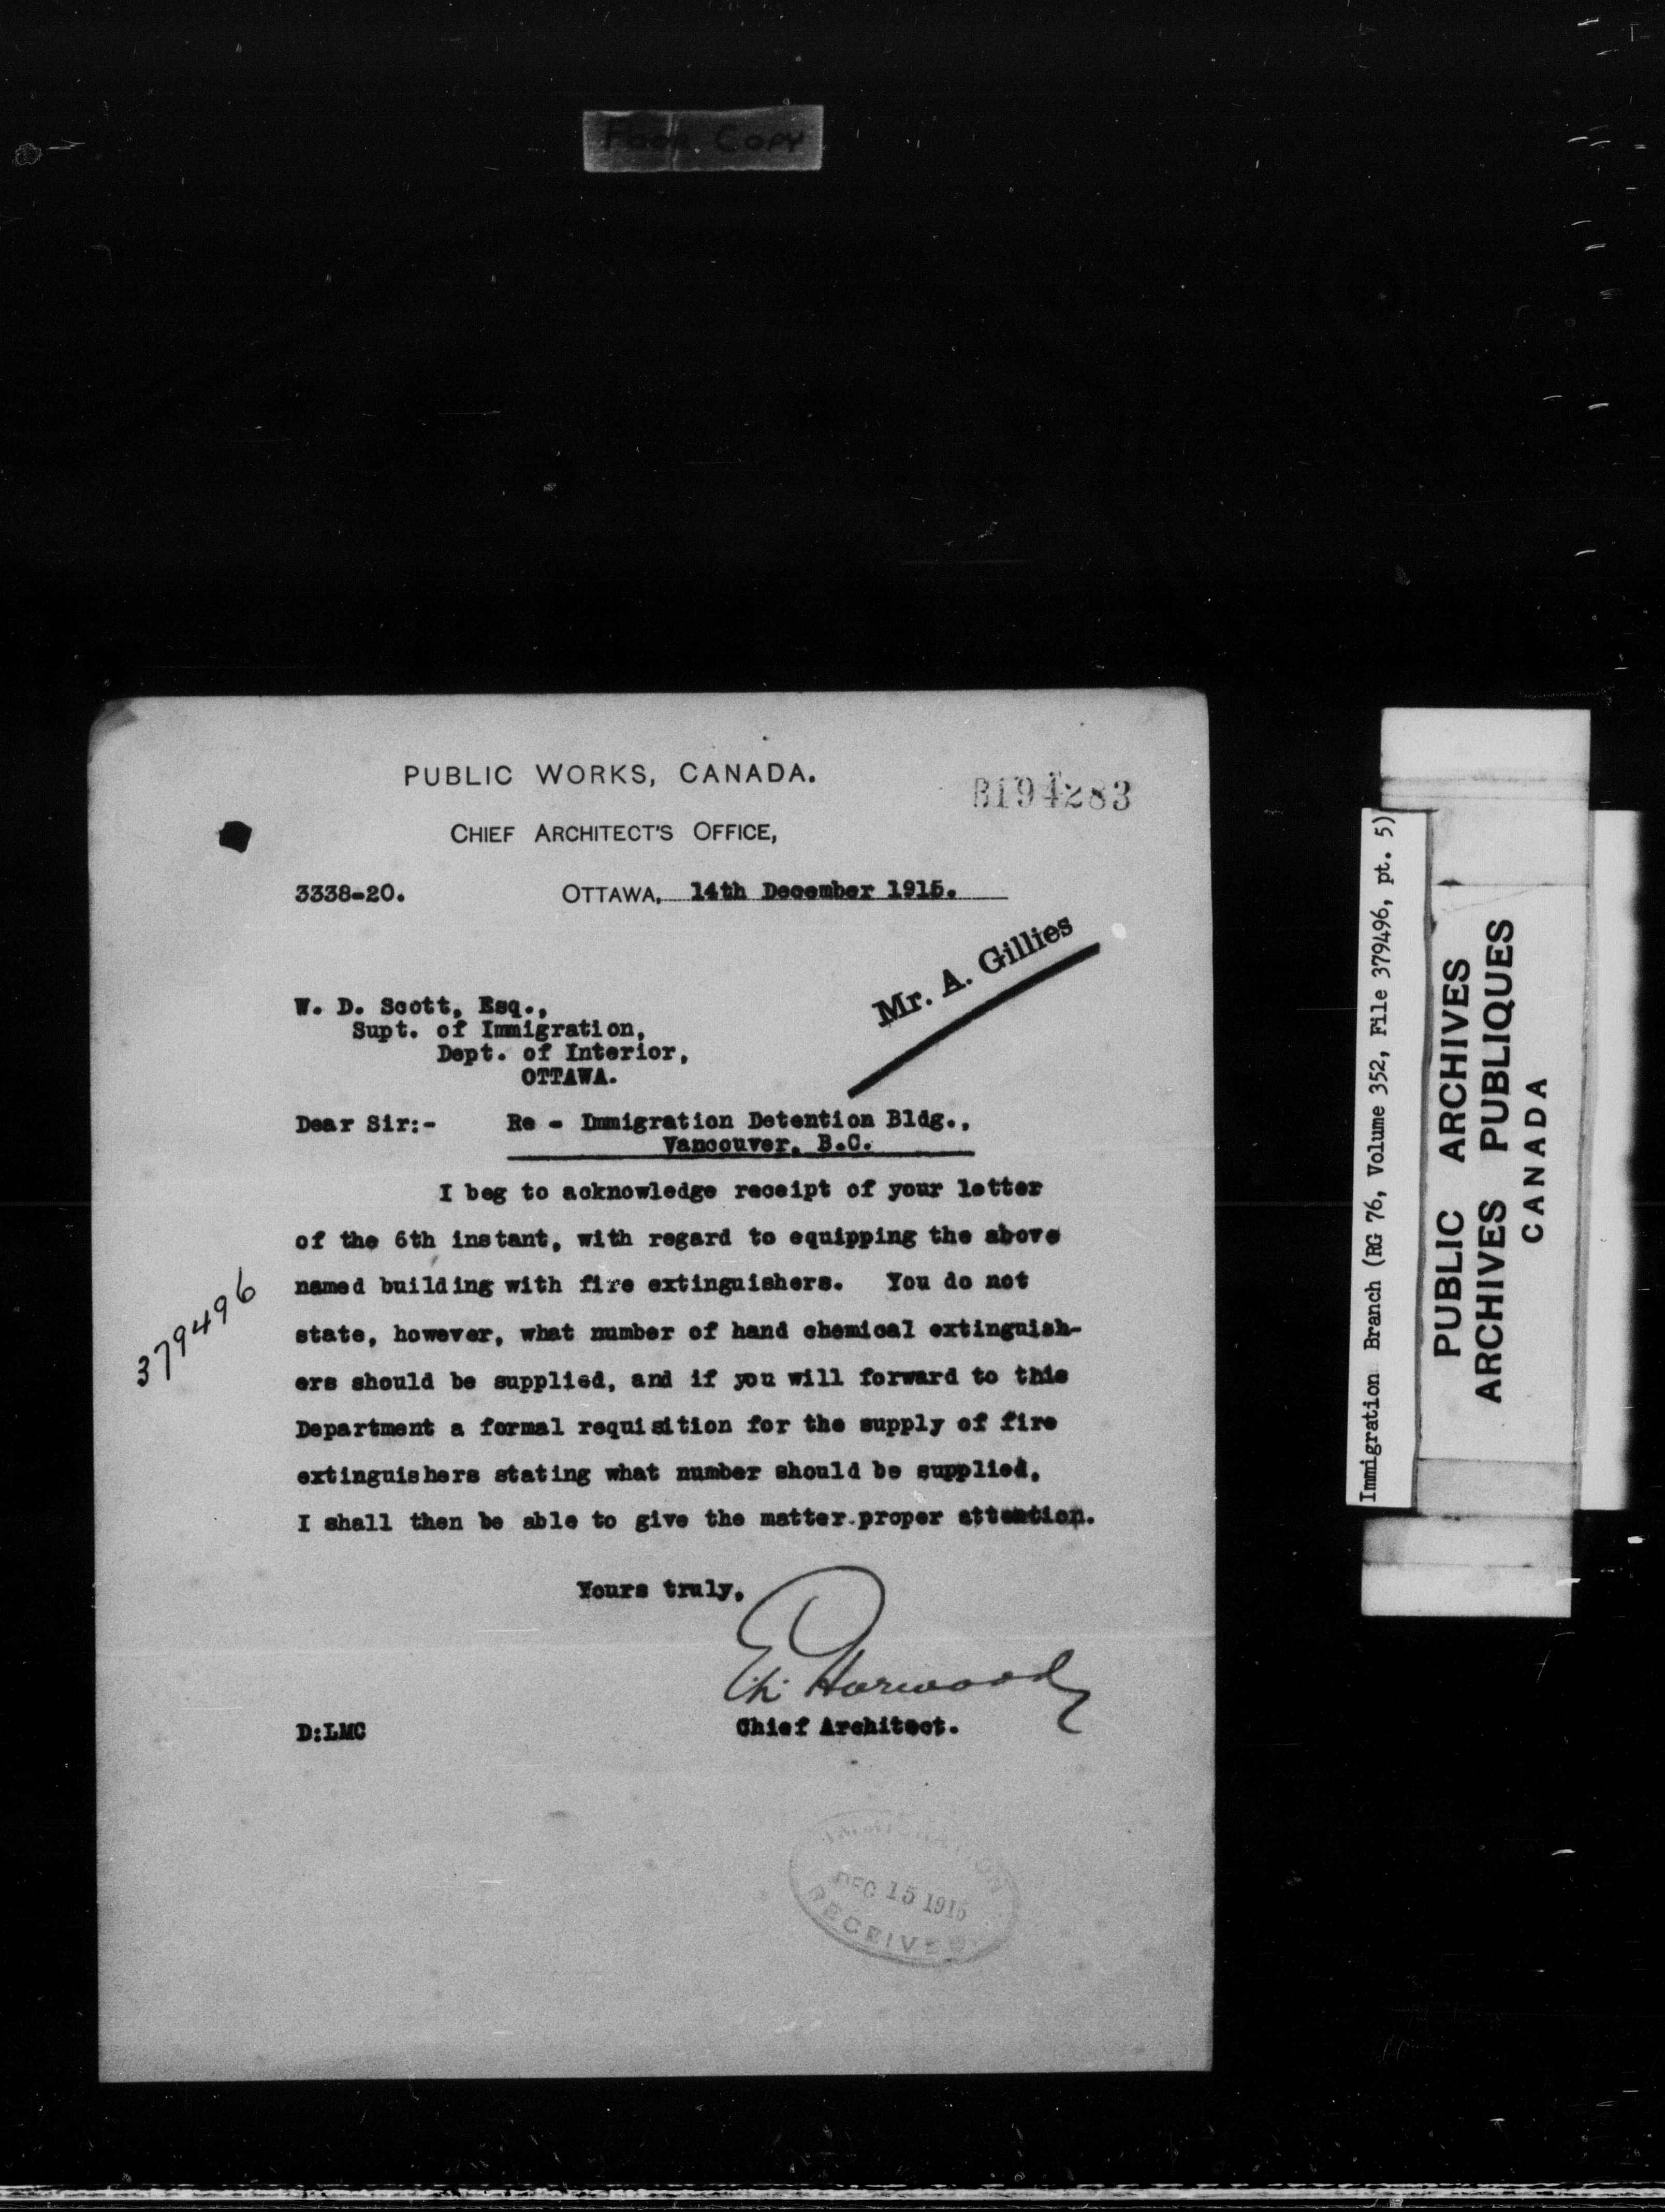 Poor Copy
PUBLIC WORKS, CANADA.
B194283
CHIEF ARCHITECT'S OFFICE,
3338-20.
OTTAWA, 14th December 1915.
Mr. A. Gillies
W. D. Scott, Esq.,
Supt. of Immigration,
Dept. of Interior,
OTTAWA.
Dear Sir:- Re - Immigration Detention Bldg.,
Vancouver, B.C.
I beg to acknowledge receipt of your letter
of the 6th instant, with regard to equipping the above
named building with fire extinguishers. You do not
state, however, what number of hand chemical extinguish-
ers should be supplied, and if you will forward to this
Department a formal requisition for the supply of fire
extinguishers stating what number should be supplied,
I shall then be able to give the matter proper attention.
379496
Yours truly,
Horwood
Chief Architect.
D:LMC
IMMIGRATION
DEC 15 1915
RECEIVED
Immigration Branch (RG 76, Volume 352, File 379496, pt. 5)
PUBLIC ARCHIVES
ARCHIVES PUBLIQUES
CANADA